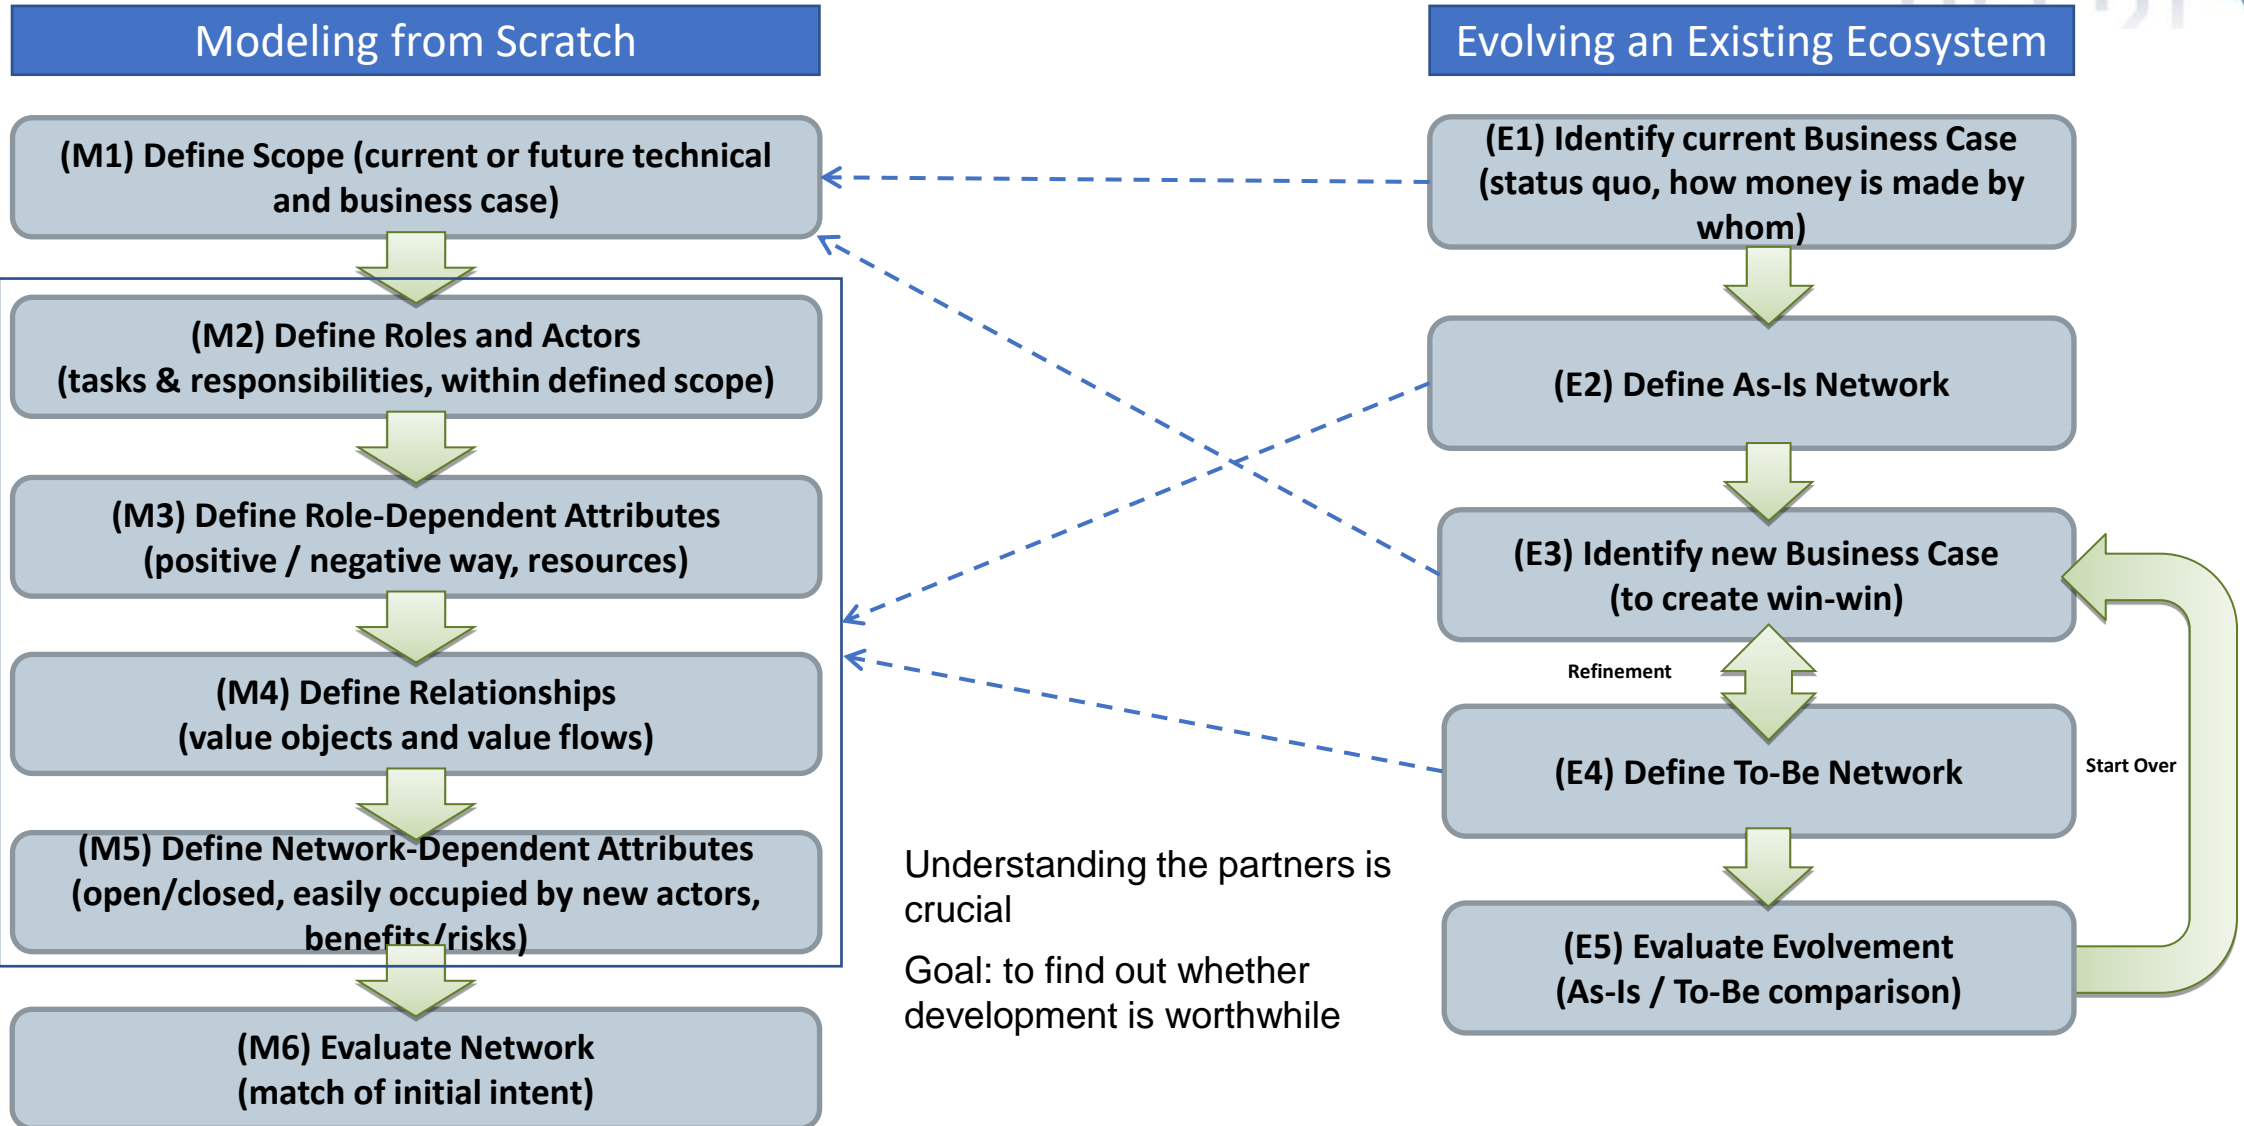 Modeling from Scratch
(M1) Define Scope (current or future technical
and business case)
(M2) Define Roles and Actors
(tasks & responsibilities, within defined scope)
(M3) Define Role-Dependent Attributes
(positive / negative way, resources)
(M4) Define Relationships
(value objects and value flows)
(M5) Define Network-Dependent Attributes
(open/closed, easily occupied by new actors,
benefits/risks)
(M6) Evaluate Network
(match of initial intent)
Understanding the partners is
crucial
Goal: to find out whether
development is worthwhile
Evolving an Existing Ecosystem
(E1) Identify current Business Case
(status quo, how money is made by
whom)
(E2) Define As-Is Network
(E3) Identify new Business Case
(to create win-win)
Refinement
(E4) Define To-Be Network
Start Over
(E5) Evaluate Evolvement
(As-Is / To-Be comparison)